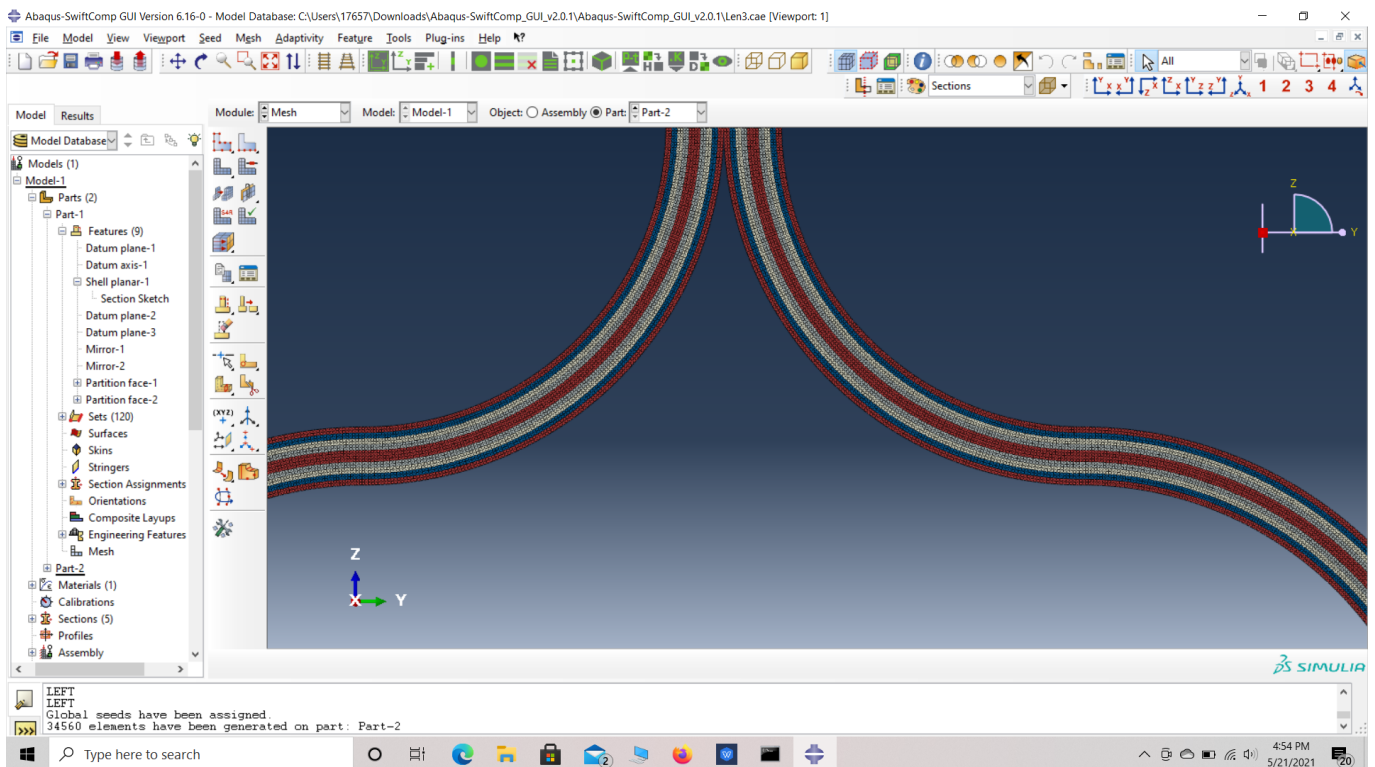 Abaqus-SwiftComp GUI Version 6.16-0 - Model Database: C:\Users\17657\Downloads\Abaqus-SwiftComp_GUI_v2.0.1\Abaqus-SwiftComp_GUI_v2.0.1\Len3.cae [Viewport: 1]
File Model View Viewport Seed Mesh Adaptivity Feature Tools Plug-ins Help
All
Sections
1 2 3 4
Model Results
Module: Mesh Model: Model-1 Object: Assembly Part: Part-2
Model Database
Models (1)
Model-1
Parts (2)
Part-1
Features (9)
Datum plane-1
Datum axis-1
Shell planar-1
Section Sketch
Datum plane-2
Datum plane-3
Mirror-1
Mirror-2
Partition face-1
Partition face-2
Sets (120)
Surfaces
Skins
Stringers
Section Assignments
Orientations
Composite Layups
Engineering Features
Mesh
Part-2
Materials (1)
Calibrations
Sections (5)
Profiles
Assembly
(XYZ)
Z
X Y
Z
X Y
SIMULIA
LEFT
LEFT
Global seeds have been assigned.
34560 elements have been generated on part: Part-2
Type here to search
2
4:54 PM
5/21/2021
20